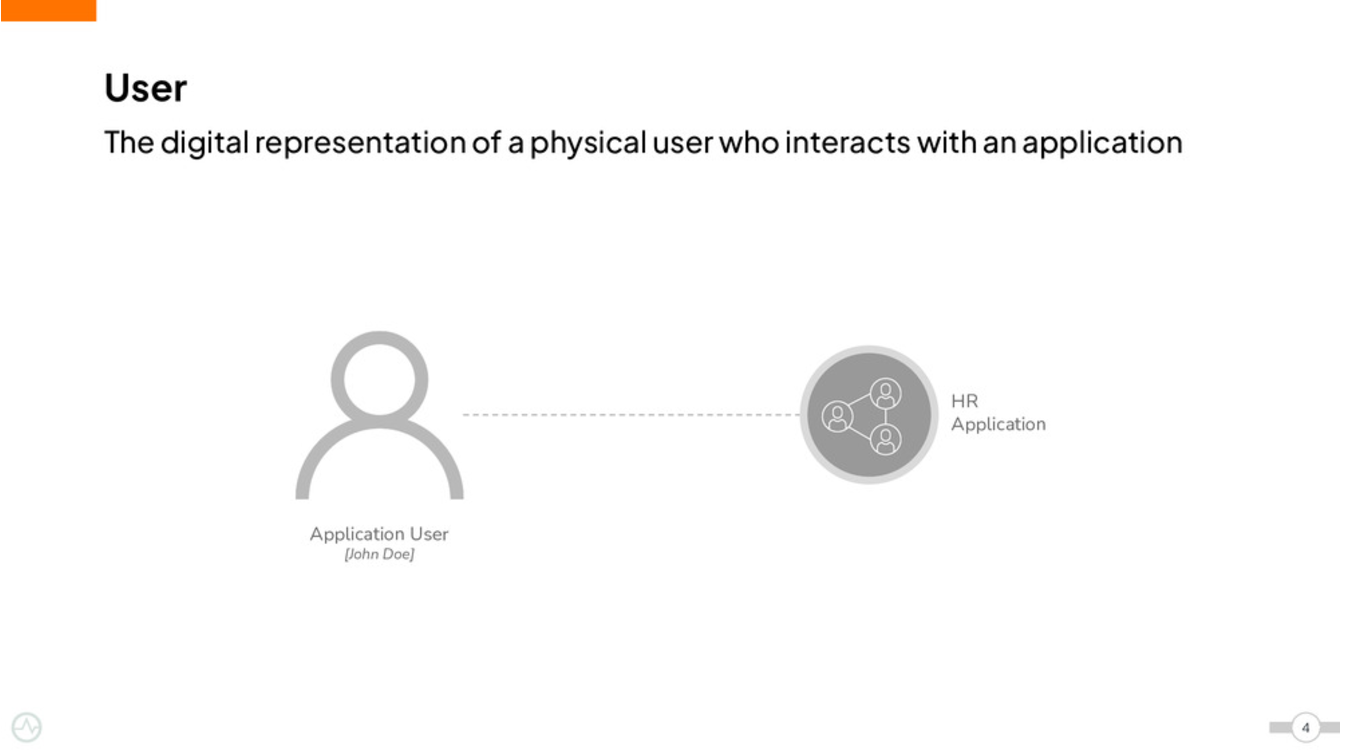 User
The digital representation of a physical user who interacts with an application
HR
Application
Application User
[John Doe]
4